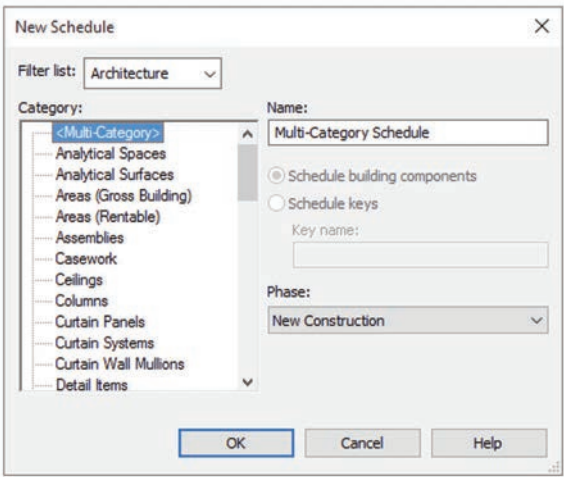 New Schedule
Filter list: Architecture
Category:
<Multi-Category>
Analytical Spaces
Analytical Surfaces
Areas (Gross Building)
Areas (Rentable)
Assemblies
Casework
Ceilings
Columns
Curtain Panels
Curtain Systems
Curtain Wall Mullions
Detail Items
Name:
Multi-Category Schedule
Schedule building components
Schedule keys
Key name:
Phase:
New Construction
OK Cancel Help